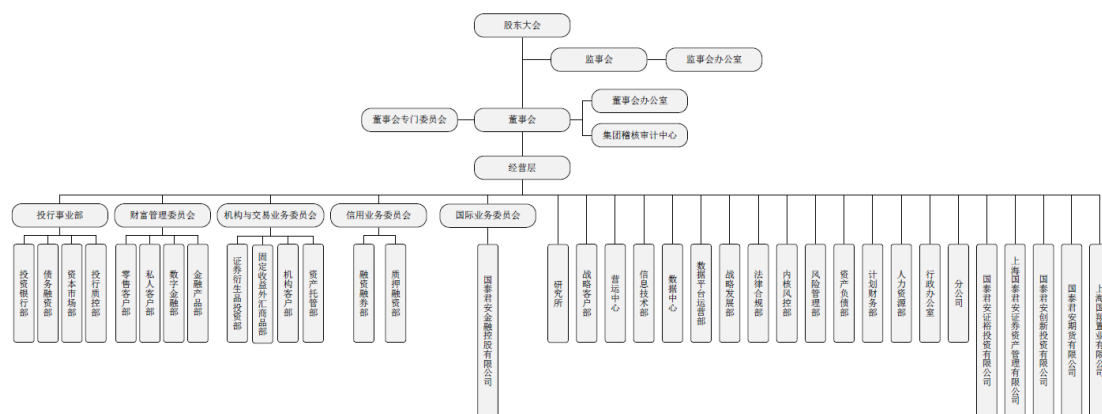 股东大会
监事会
监事会办公室
董事会办公室
董事会专门委员会
董事会
集团稽核审计中心
经营层
投行事业部
财富管理委员会
机构与交易业务委员会
信用业务委员会
国际业务委员会
投资银行部
债务融资部
资本市场部
投行质控部
零售客户部
私人客户部
数字金融部
金融产品部
证券衍生品投资部
固定收益外汇商品部
机构客户部
资产托管部
融资融券部
质押融资部
国泰君安金融控股有限公司
研究所
战略客户部
营运中心
信息技术部
数据中心
数据平台运营部
战略发展部
法律合规部
内核风控部
风险管理部
资产负债部
计划财务部
人力资源部
行政办公室
分公司
国泰君安证裕投资有限公司
上海国泰君安证券资产管理有限公司
国泰君安创新投资有限公司
国泰君安期货有限公司
上海国翔置业有限公司